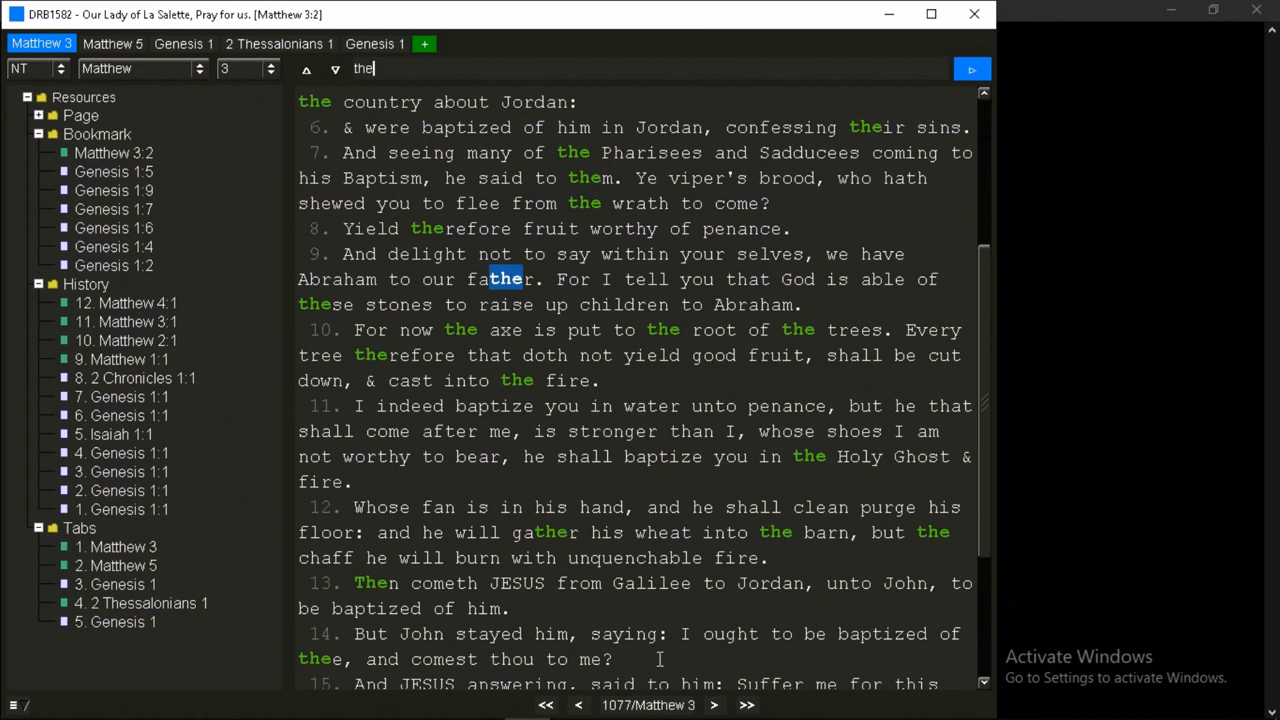 DRB1582 - Our Lady of La Salette, Pray for us. [Matthew 3:2]
Matthew 3 Matthew 5 Genesis 1 2 Thessalonians 1 Genesis 1 +
NT Matthew 3 the
Resources
Page
Bookmark
Matthew 3:2
Genesis 1:5
Genesis 1:9
Genesis 1:7
Genesis 1:6
Genesis 1:4
Genesis 1:2
History
12. Matthew 4:1
11. Matthew 3:1
10. Matthew 2:1
9. Matthew 1:1
8. 2 Chronicles 1:1
7. Genesis 1:1
6. Genesis 1:1
5. Isaiah 1:1
4. Genesis 1:1
3. Genesis 1:1
2. Genesis 1:1
1. Genesis 1:1
Tabs
1. Matthew 3
2. Matthew 5
3. Genesis 1
4. 2 Thessalonians 1
5. Genesis 1
the country about Jordan:
6. & were baptized of him in Jordan, confessing their sins.
7. And seeing many of the Pharisees and Sadducees coming to
his Baptism, he said to them. Ye viper's brood, who hath
shewed you to flee from the wrath to come?
8. Yield therefore fruit worthy of penance.
9. And delight not to say within your selves, we have
Abraham to our father. For I tell you that God is able of
these stones to raise up children to Abraham.
10. For now the axe is put to the root of the trees. Every
tree therefore that doth not yield good fruit, shall be cut
down, & cast into the fire.
11. I indeed baptize you in water unto penance, but he that
shall come after me, is stronger than I, whose shoes I am
not worthy to bear, he shall baptize you in the Holy Ghost &
fire.
12. Whose fan is in his hand, and he shall clean purge his
floor: and he will gather his wheat into the barn, but the
chaff he will burn with unquenchable fire.
13. Then cometh JESUS from Galilee to Jordan, unto John, to
be baptized of him.
14. But John stayed him, saying: I ought to be baptized of
thee, and comest thou to me?
15. And JESUS answering, said to him: Suffer me for this
<< < 1077/Matthew 3 > >>
Activate Windows
Go to Settings to activate Windows.